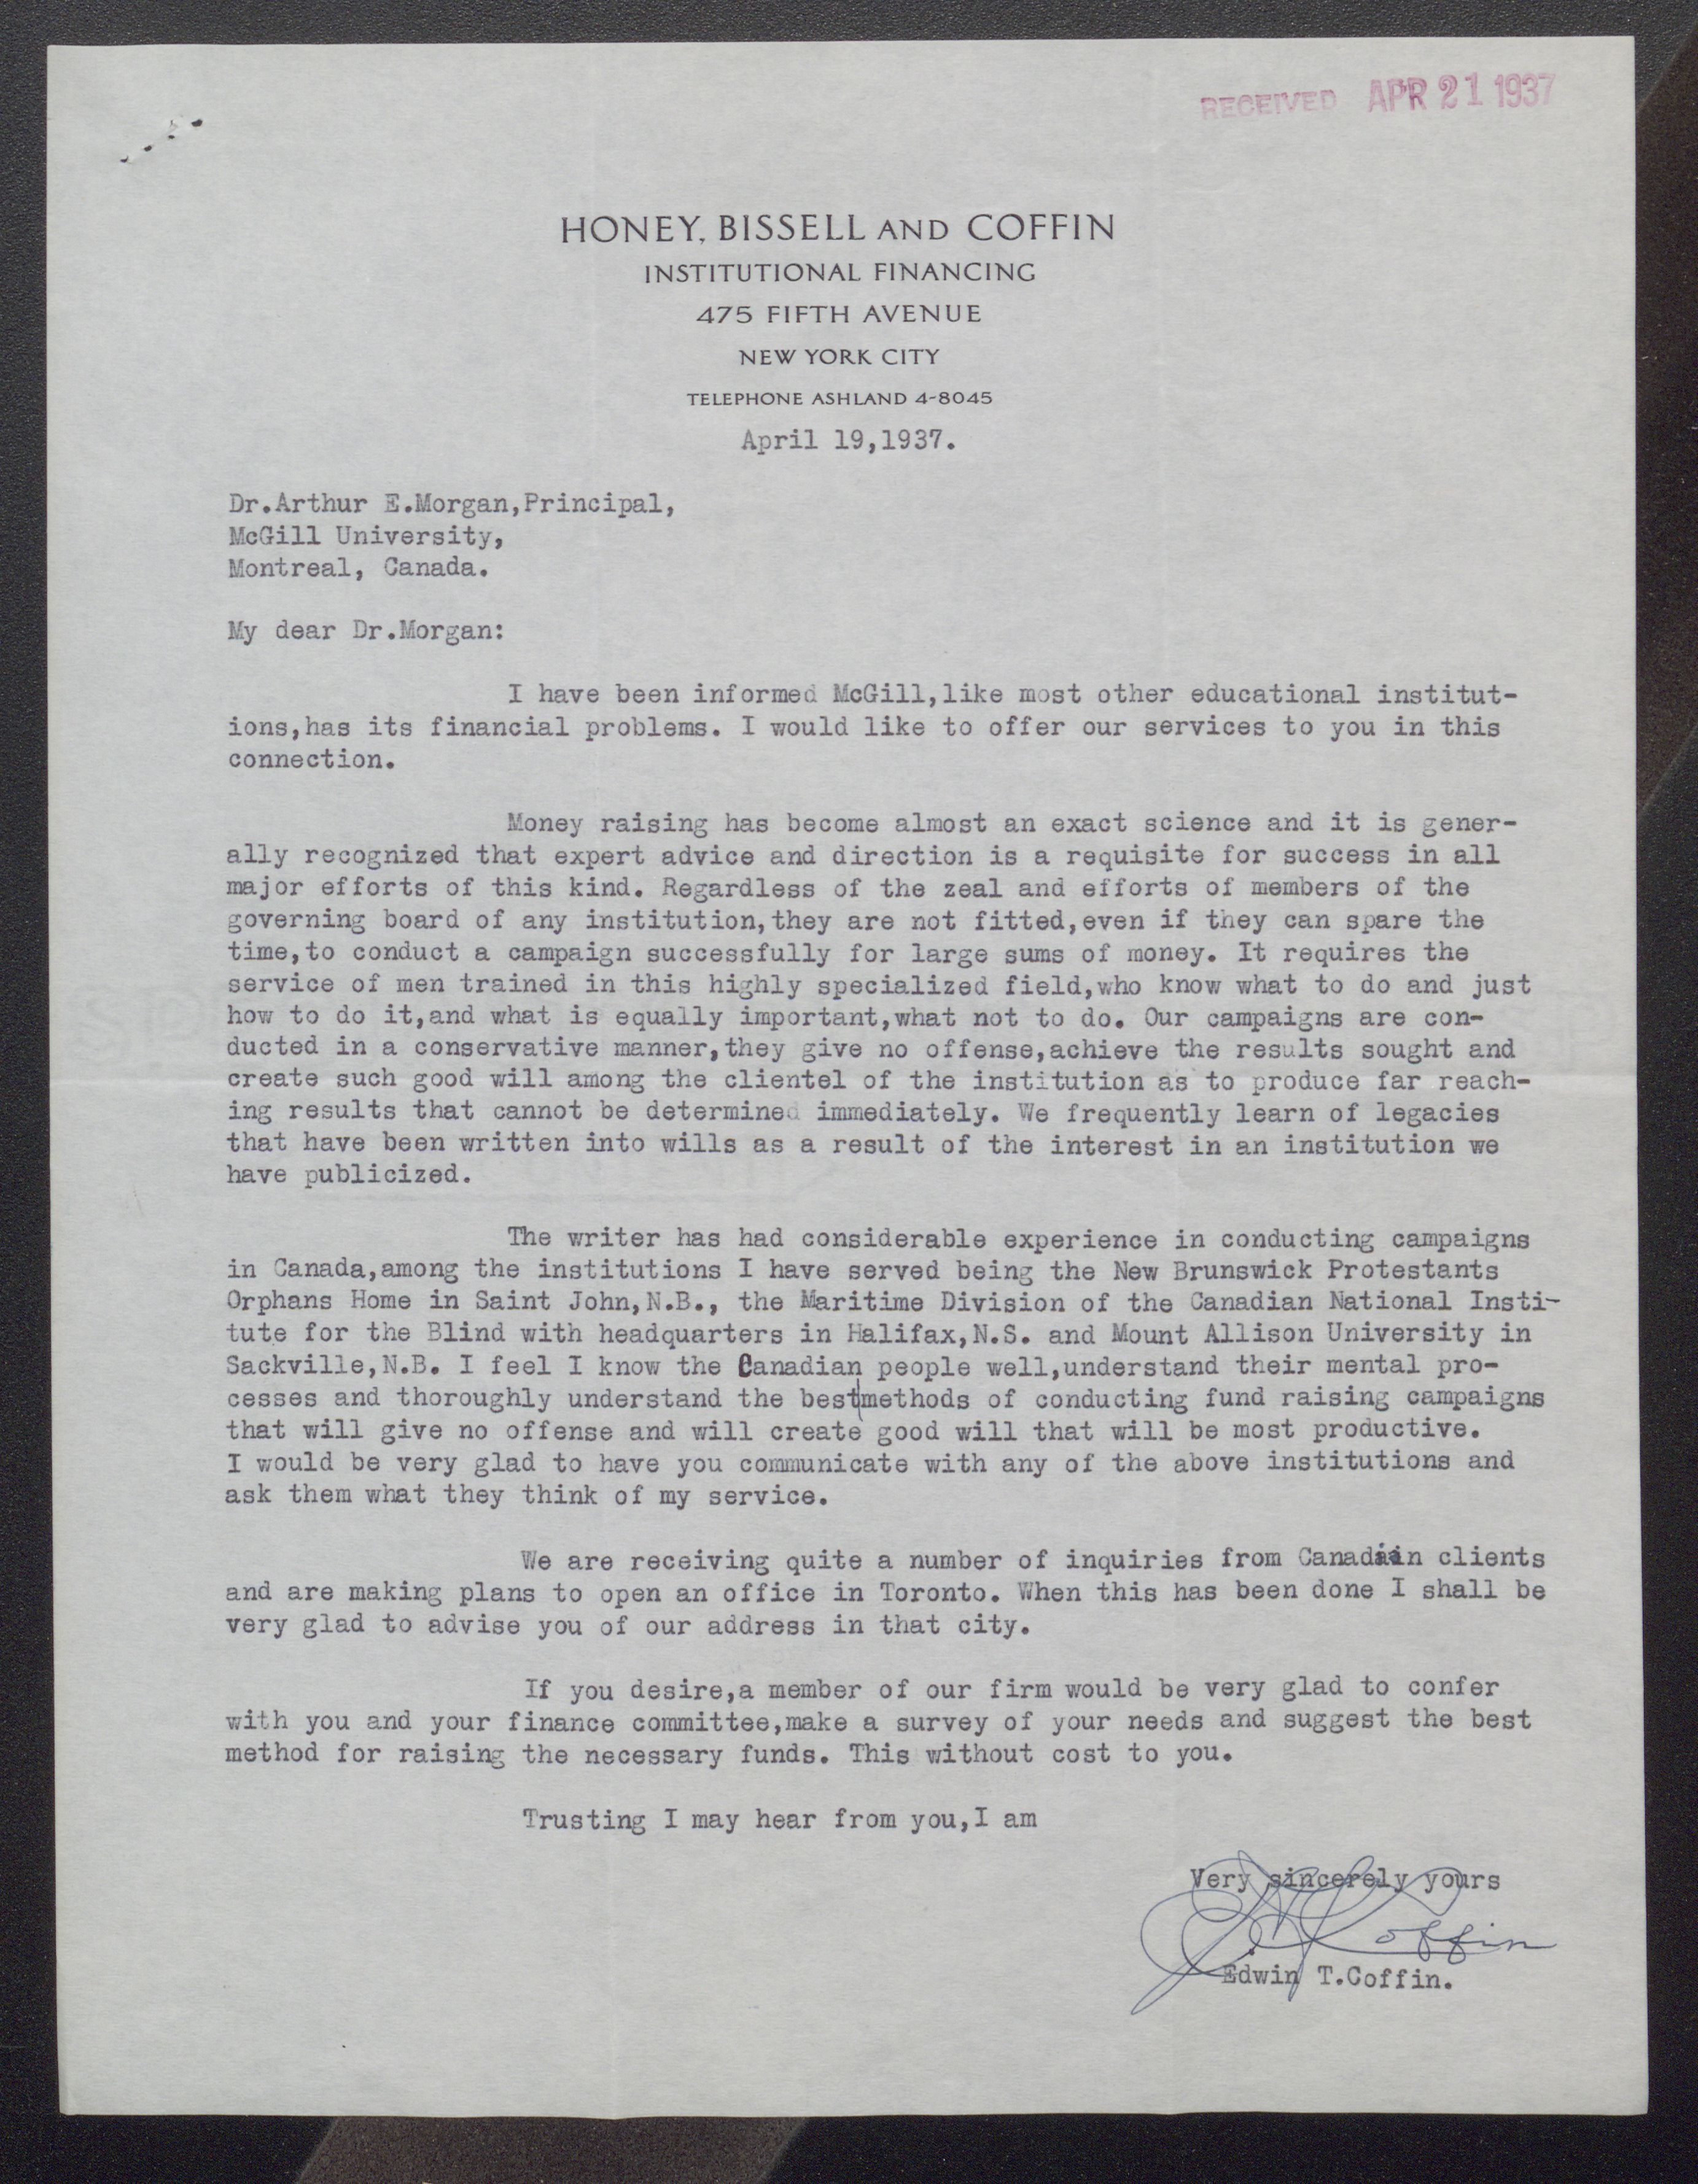 RECEIVED APR 21 1937
HONEY, BISSELL AND COFFIN
INSTITUTIONAL FINANCING
475 FIFTH AVENUE
NEW YORK CITY
TELEPHONE ASHLAND 4-8045
April 19,1937.
Dr.Arthur E.Morgan,Principal,
McGill University,
Montreal, Canada.
My dear Dr.Morgan:
I have been informed McGill,like most other educational institut-
ions,has its financial problems. I would like to offer our services to you in this
connection.
Money raising has become almost an exact science and it is gener-
ally recognized that expert advice and direction is a requisite for success in all
major efforts of this kind. Regardless of the zeal and efforts of members of the
governing board of any institution,they are not fitted,even if they can spare the
time,to conduct a campaign successfully for large sums of money. It requires the
service of men trained in this highly specialized field,who know what to do and just
how to do it,and what is equally important,what not to do. Our campaigns are con-
ducted in a conservative manner,they give no offense,achieve the results sought and
create such good will among the clientel of the institution as to produce far reach-
ing results that cannot be determined immediately. We frequently learn of legacies
that have been written into wills as a result of the interest in an institution we
have publicized.
The writer has had considerable experience in conducting campaigns
in Canada,among the institutions I have served being the New Brunswick Protestants
Orphans Home in Saint John,N.B., the Maritime Division of the Canadian National Insti-
tute for the Blind with headquarters in Halifax,N.S. and Mount Allison University in
Sackville,N.B. I feel I know the Canadian people well,understand their mental pro-
cesses and thoroughly understand the best methods of conducting fund raising campaigns
that will give no offense and will create good will that will be most productive.
I would be very glad to have you communicate with any of the above institutions and
ask them what they think of my service.
We are receiving quite a number of inquiries from Canadian clients
and are making plans to open an office in Toronto. When this has been done I shall be
very glad to advise you of our address in that city.
If you desire,a member of our firm would be very glad to confer
with you and your finance committee,make a survey of your needs and suggest the best
method for raising the necessary funds. This without cost to you.
Trusting I may hear from you,I am
Very sincerely yours
E.T.Coffin
Edwin T.Coffin.